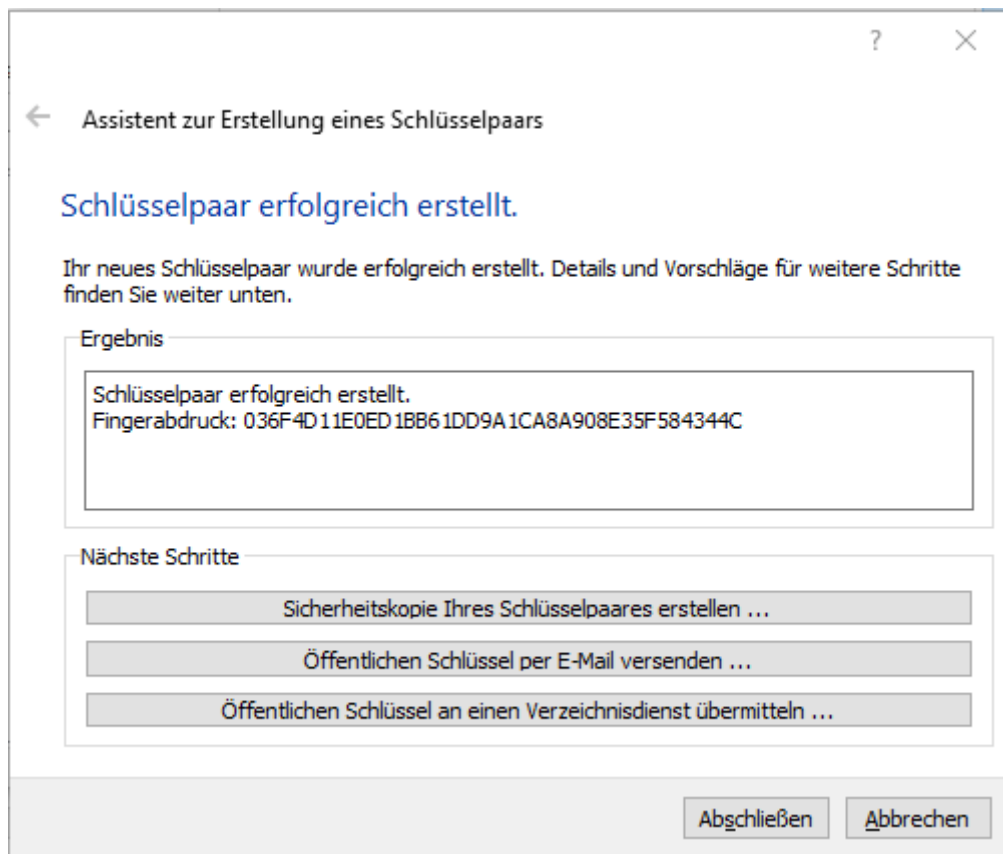 ?
Assistent zur Erstellung eines Schlüsselpaars
Schlüsselpaar erfolgreich erstellt.
Ihr neues Schlüsselpaar wurde erfolgreich erstellt. Details und Vorschläge für weitere Schritte
finden Sie weiter unten.
Ergebnis
Schlüsselpaar erfolgreich erstellt.
Fingerabdruck: 036F4D11E0ED1BB61DD9A1CA8A908E35F584344C
Nächste Schritte
Sicherheitskopie Ihres Schlüsselpaares erstellen ...
Öffentlichen Schlüssel per E-Mail versenden ...
Öffentlichen Schlüssel an einen Verzeichnisdienst übermitteln ...
Abschließen Abbrechen